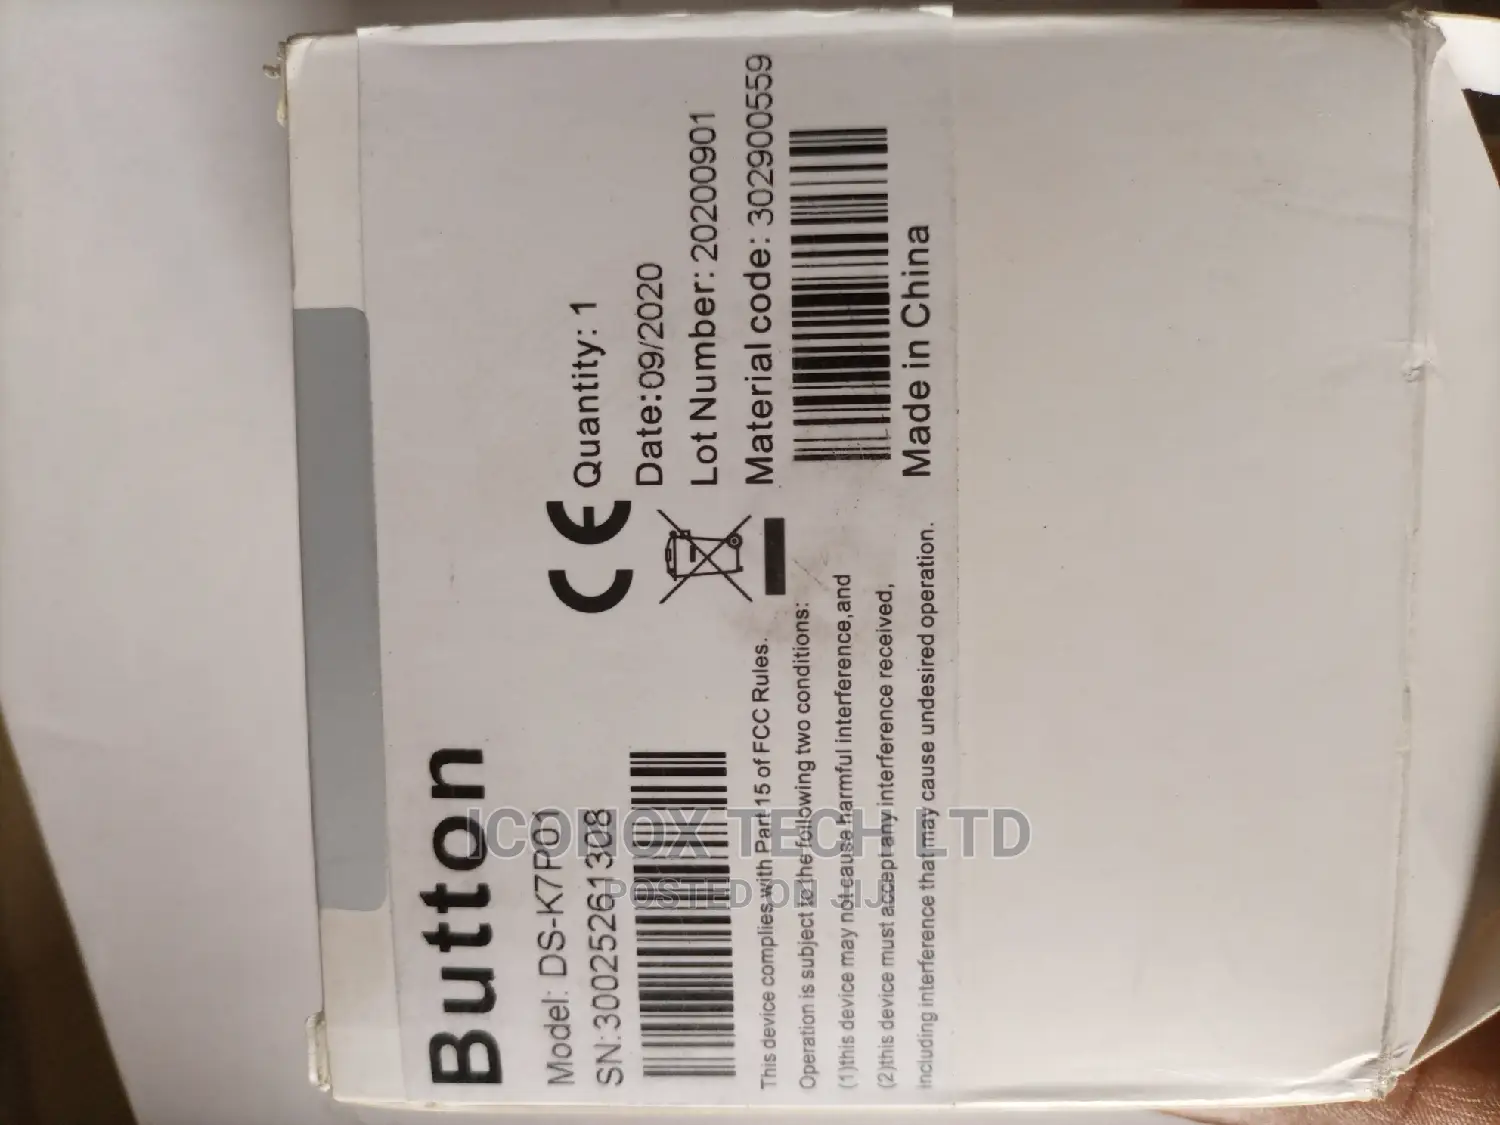 Button
Model: DS-K7P01
SN:30025261308
This device complies with Part 15 of FCC Rules.
Operation is subject to the following two conditions:
(1)this device may not cause harmful interference,and
(2)this device must accept any interference received,
including interference that may cause undesired operation.
CE
Quantity: 1
Date:09/2020
Lot Number: 20200901
Material code: 302900559
Made in China
ICONOX TECH LTD
POSTED ON JIJI